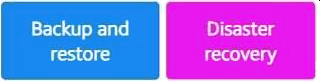 Backup and
restore
Disaster
recovery